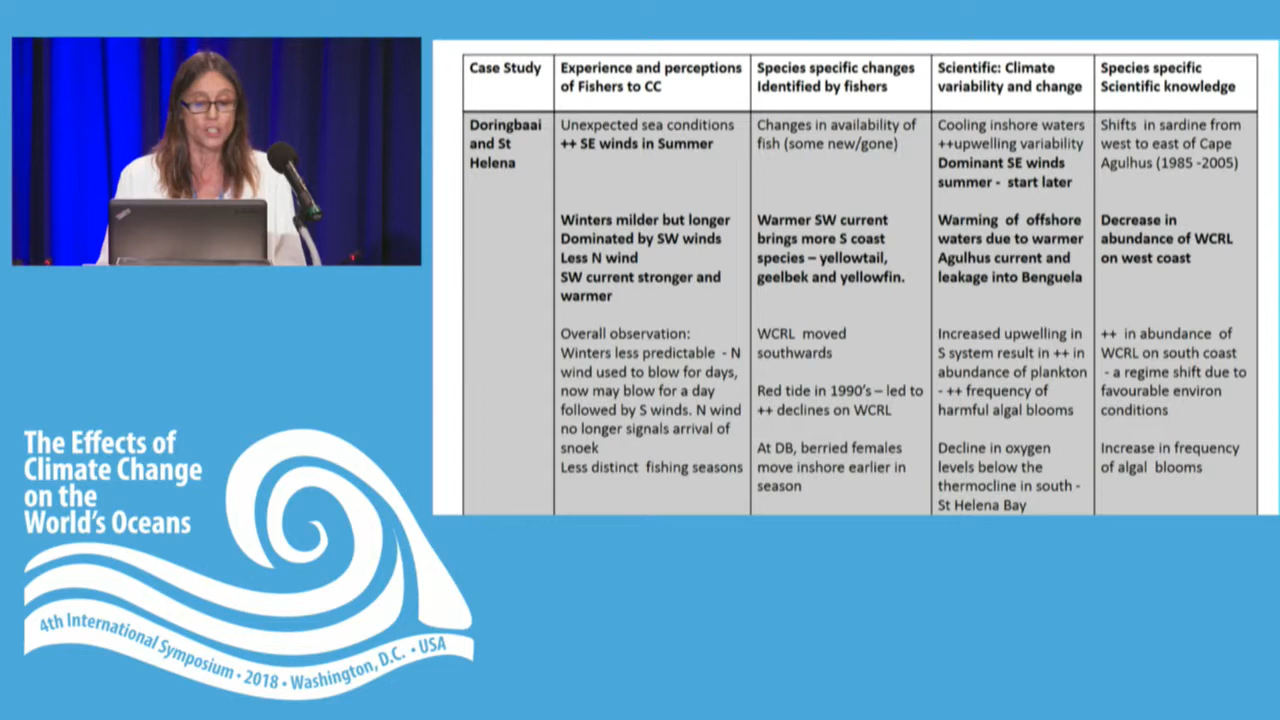 Case Study
Experience and perceptions
of Fishers to CC
Species specific changes
Identified by fishers
Scientific: Climate
variability and change
Species specific
Scientific knowledge
Doringbaai
and St
Helena
Unexpected sea conditions
++ SE winds in Summer
Winters milder but longer
Dominated by SW winds
Less N wind
SW current stronger and
warmer
Overall observation:
Winters less predictable - N
wind used to blow for days,
now may blow for a day
followed by S winds. N wind
no longer signals arrival of
snoek
Less distinct fishing seasons
Changes in availability of
fish (some new/gone)
Warmer SW current
brings more S coast
species – yellowtail,
geelbek and yellowfin.
WCRL moved
southwards
Red tide in 1990's – led to
++ declines on WCRL
At DB, berried females
move inshore earlier in
season
Cooling inshore waters
++upwelling variability
Dominant SE winds
summer - start later
Warming of offshore
waters due to warmer
Agulhus current and
leakage into Benguela
Increased upwelling in
S system result in ++ in
abundance of plankton
- ++ frequency of
harmful algal blooms
Decline in oxygen
levels below the
thermocline in south -
St Helena Bay
Shifts in sardine from
west to east of Cape
Agulhus (1985 -2005)
Decrease in
abundance of WCRL
on west coast
++ in abundance of
WCRL on south coast
- a regime shift due to
favourable environ
conditions
Increase in frequency
of algal blooms
The Effects of
Climate Change
on the
World's Oceans
4th International Symposium • 2018 • Washington, D.C. • USA